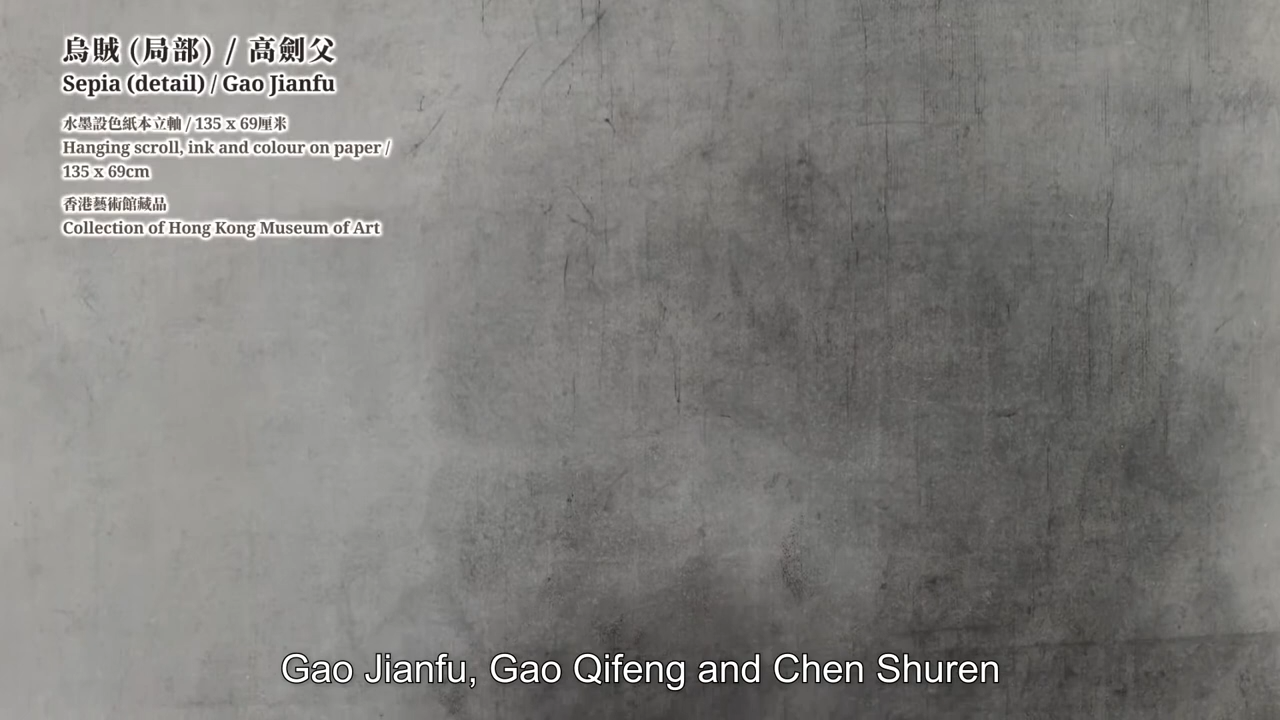 烏賊 (局部) / 高劍父
Sepia (detail) / Gao Jianfu
水墨設色紙本立軸 / 135 x 69厘米
Hanging scroll, ink and colour on paper /
135 x 69cm
香港藝術館藏品
Collection of Hong Kong Museum of Art
Gao Jianfu, Gao Qifeng and Chen Shuren